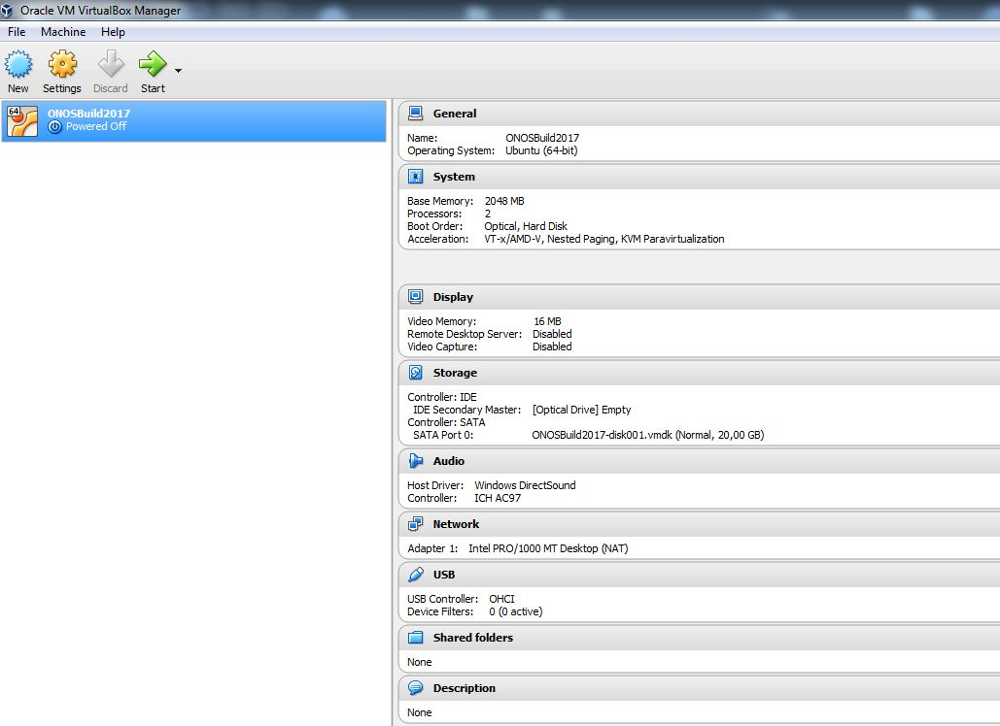 Oracle VM VirtualBox Manager
File Machine Help
New Settings Discard Start
64
ONOSBuild2017
Powered Off
General
Name: ONOSBuild2017
Operating System: Ubuntu (64-bit)
System
Base Memory: 2048 MB
Processors: 2
Boot Order: Optical, Hard Disk
Acceleration: VT-x/AMD-V, Nested Paging, KVM Paravirtualization
Display
Video Memory: 16 MB
Remote Desktop Server: Disabled
Video Capture: Disabled
Storage
Controller: IDE
IDE Secondary Master: [Optical Drive] Empty
Controller: SATA
SATA Port 0: ONOSBuild2017-disk001.vmdk (Normal, 20,00 GB)
Audio
Host Driver: Windows DirectSound
Controller: ICH AC97
Network
Adapter 1: Intel PRO/1000 MT Desktop (NAT)
USB
USB Controller: OHCI
Device Filters: 0 (0 active)
Shared folders
None
Description
None